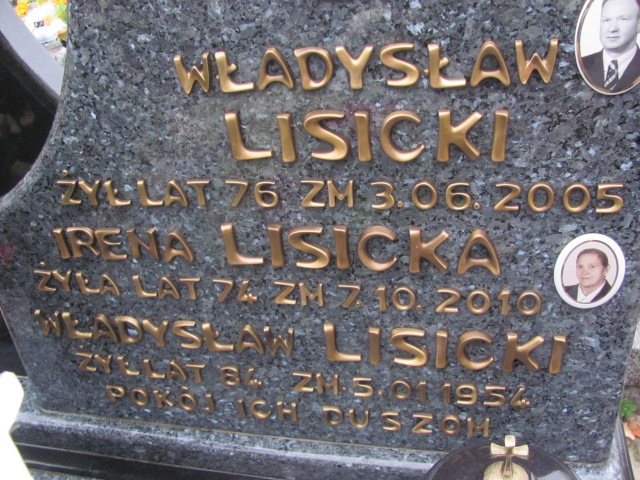 WŁADYSŁAW
LISICKI
ŻYŁ LAT 76 ZM 3.06.2005
IRENA LISICKA
ŻYŁA LAT 74 ZM 7.10.2010
WŁADYSŁAW LISICKI
ŻYŁ LAT 84 ZM.5.01.1954
POKÓJ ICH DUSZOM